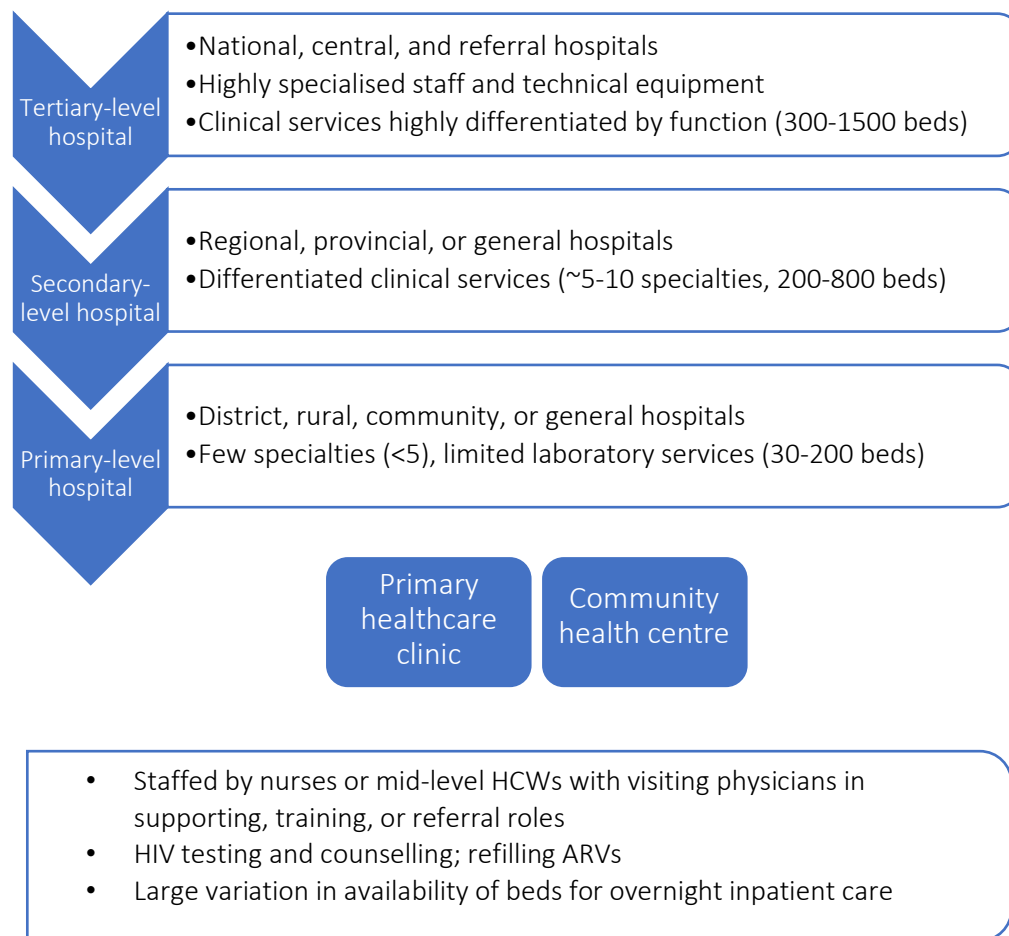 Tertiary-level
hospital
•National, central, and referral hospitals
•Highly specialised staff and technical equipment
•Clinical services highly differentiated by function (300-1500 beds)
Secondary-
level hospital
•Regional, provincial, or general hospitals
•Differentiated clinical services (~5-10 specialties, 200-800 beds)
Primary-level
hospital
•District, rural, community, or general hospitals
•Few specialties (<5), limited laboratory services (30-200 beds)
Primary
healthcare
clinic
Community
health centre
• Staffed by nurses or mid-level HCWs with visiting physicians in
supporting, training, or referral roles
• HIV testing and counselling; refilling ARVs
• Large variation in availability of beds for overnight inpatient care